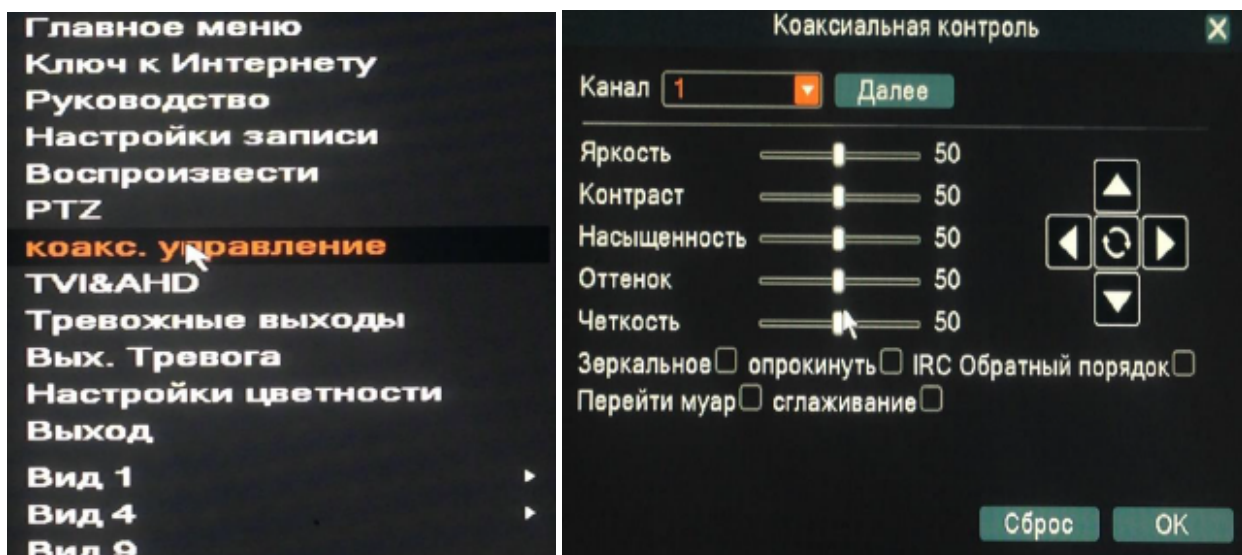 Главное меню
Ключ к Интернету
Руководство
Настройки записи
Воспроизвести
PTZ
коакс. управление
TVI&AHD
Тревожные выходы
Вых. Тревога
Настройки цветности
Выход
Вид 1
Вид 4
Вид 9
Коаксиальная контроль
Канал 1 Далее
Яркость 50
Контраст 50
Насыщенность 50
Оттенок 50
Четкость 50
Зеркальное опрокинуть IRC Обратный порядок
Перейти муар сглаживание
Сброс OK